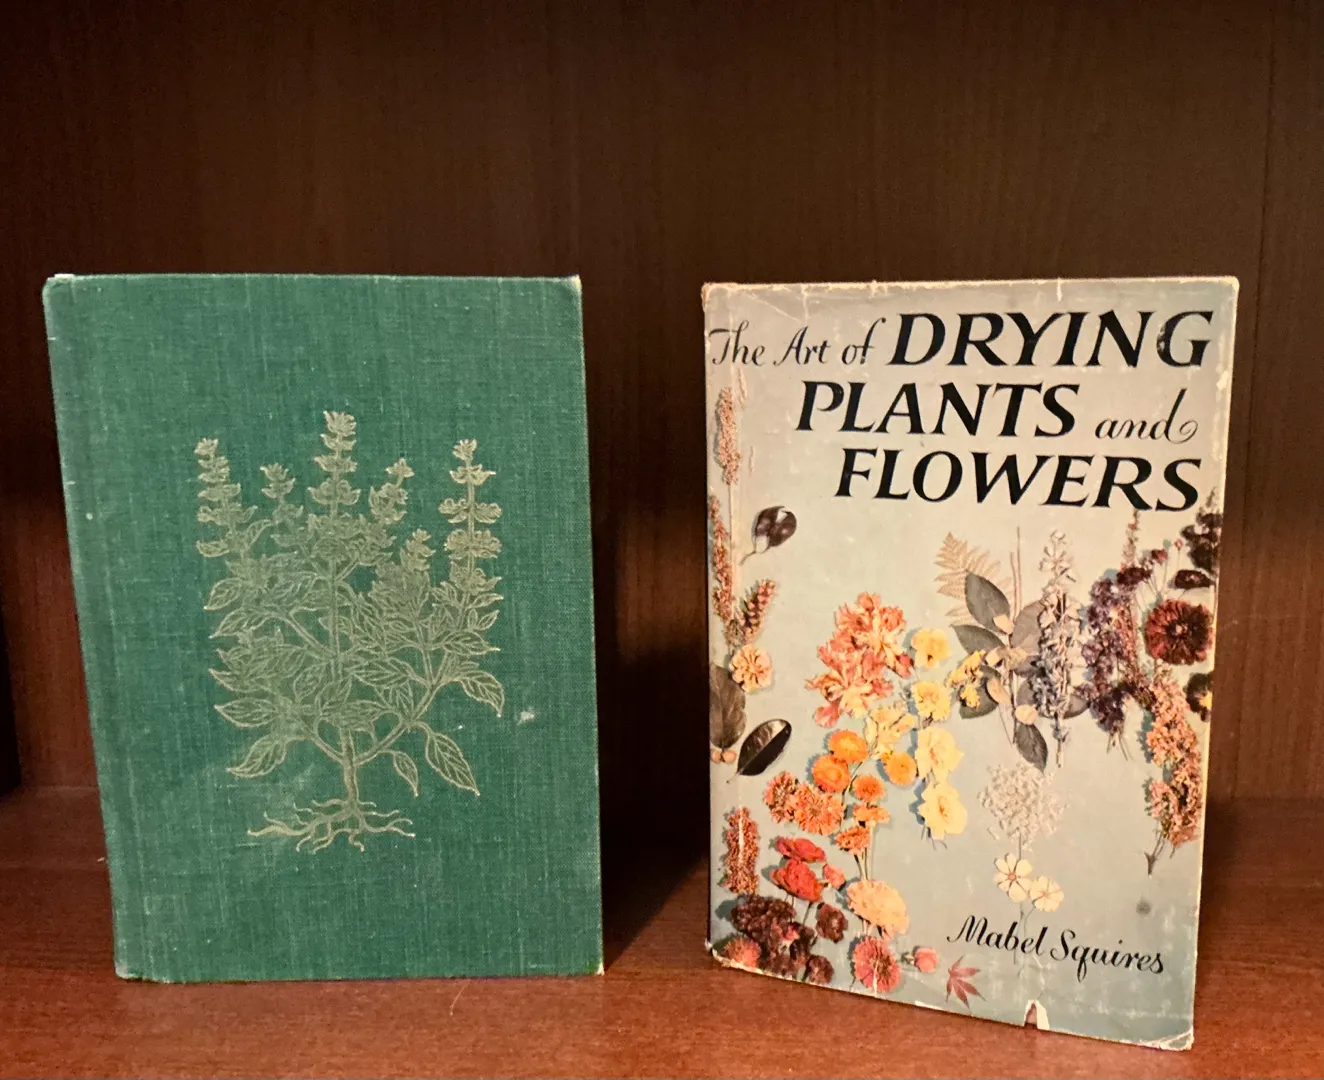 The Art of DRYING
PLANTS and
FLOWERS
Mabel Squires